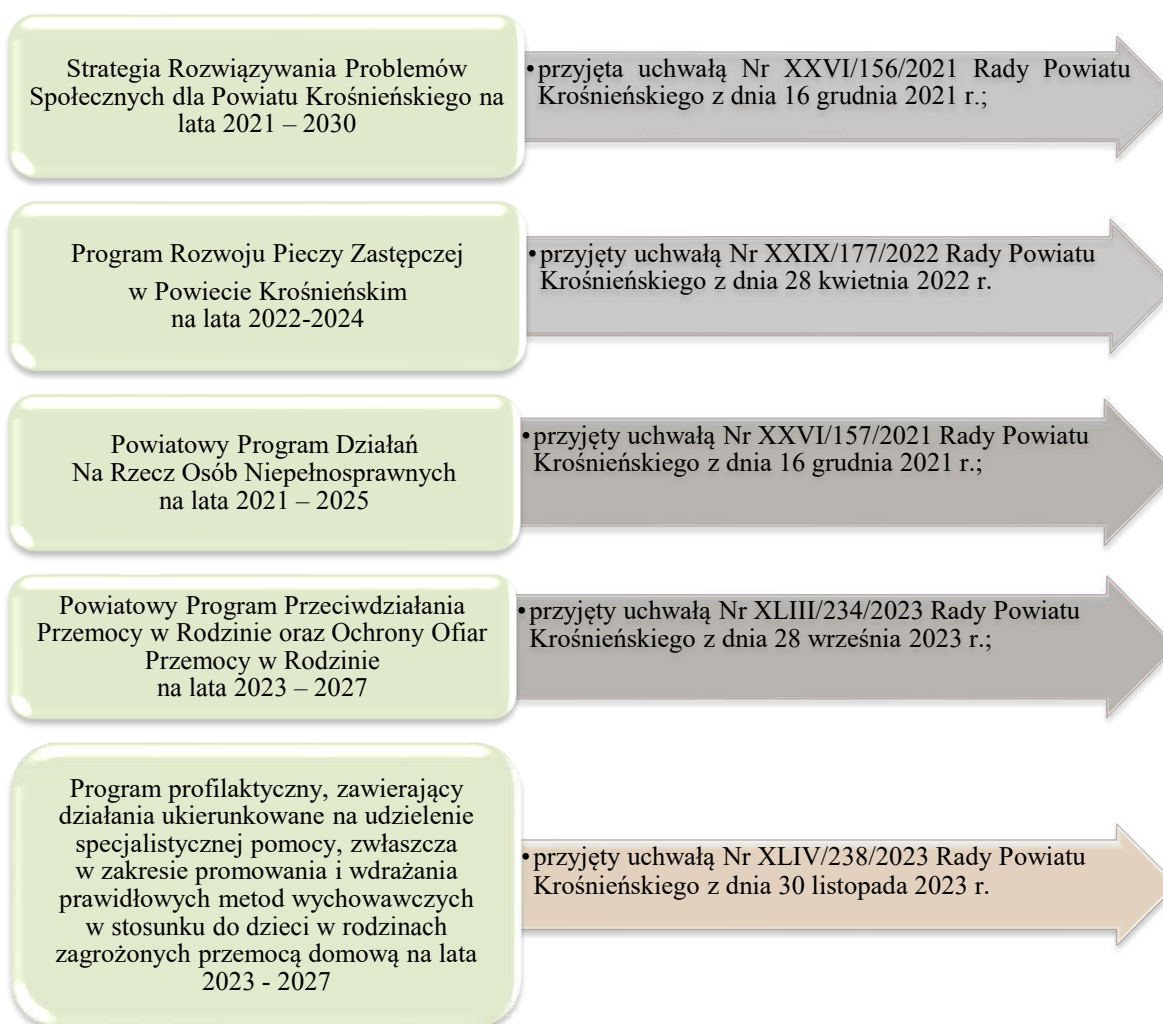 Strategia Rozwiązywania Problemów
Społecznych dla Powiatu Krośnieńskiego na
lata 2021 – 2030
•przyjęta uchwałą Nr XXVI/156/2021 Rady Powiatu
Krośnieńskiego z dnia 16 grudnia 2021 r.;
Program Rozwoju Pieczy Zastępczej
w Powiecie Krośnieńskim
na lata 2022-2024
•przyjęty uchwałą Nr XXIX/177/2022 Rady Powiatu
Krośnieńskiego z dnia 28 kwietnia 2022 r.
Powiatowy Program Działań
Na Rzecz Osób Niepełnosprawnych
na lata 2021 – 2025
•przyjęty uchwałą Nr XXVI/157/2021 Rady Powiatu
Krośnieńskiego z dnia 16 grudnia 2021 r.;
Powiatowy Program Przeciwdziałania
Przemocy w Rodzinie oraz Ochrony Ofiar
Przemocy w Rodzinie
na lata 2023 – 2027
•przyjęty uchwałą Nr XLIII/234/2023 Rady Powiatu
Krośnieńskiego z dnia 28 września 2023 r.;
Program profilaktyczny, zawierający
działania ukierunkowane na udzielenie
specjalistycznej pomocy, zwłaszcza
w zakresie promowania i wdrażania
prawidłowych metod wychowawczych
w stosunku do dzieci w rodzinach
zagrożonych przemocą domową na lata
2023 - 2027
•przyjęty uchwałą Nr XLIV/238/2023 Rady Powiatu
Krośnieńskiego z dnia 30 listopada 2023 r.